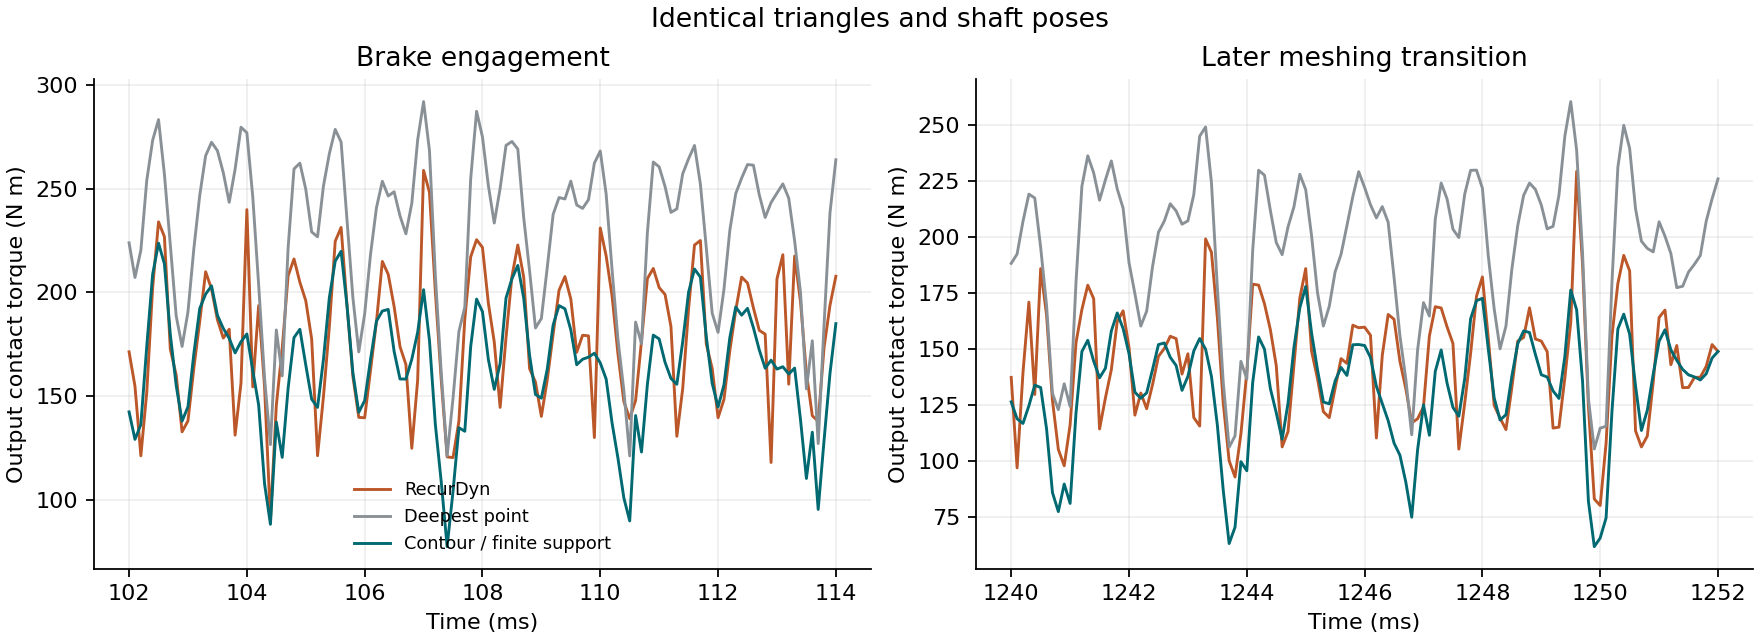 Identical triangles and shaft poses
Brake engagement
Output contact torque (N m)
300
250
200
150
100
RecurDyn
Deepest point
Contour / finite support
102 104 106 108 110 112 114
Time (ms)
Later meshing transition
Output contact torque (N m)
250
225
200
175
150
125
100
75
1240 1242 1244 1246 1248 1250 1252
Time (ms)